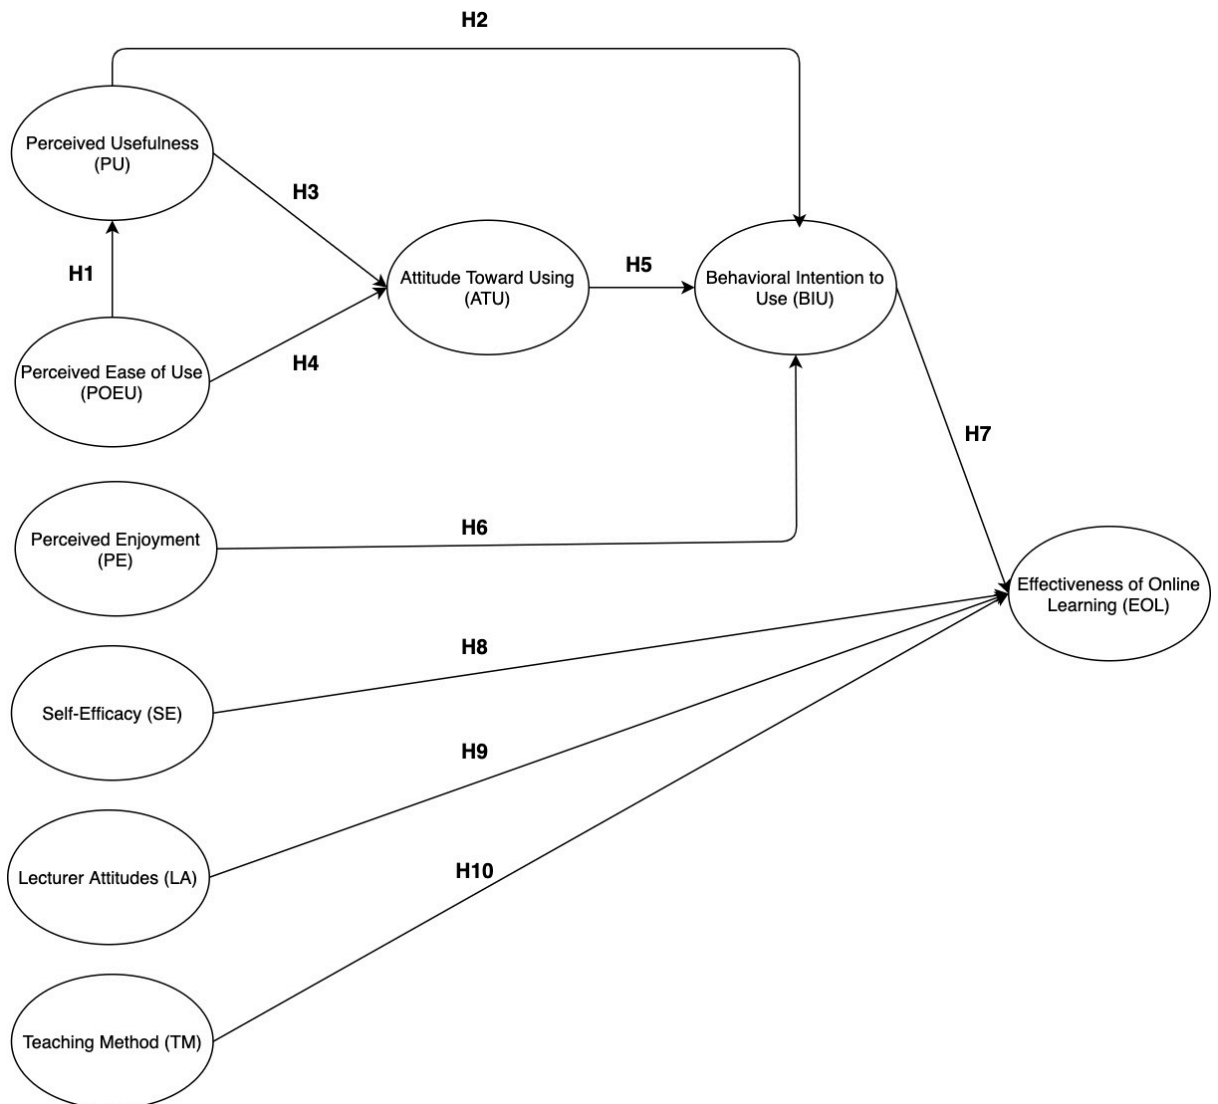 H2
Perceived Usefulness
(PU)
H3
H1
Attitude Toward Using
(ATU)
H5
Behavioral Intention to
Use (BIU)
H4
Perceived Ease of Use
(POEU)
H7
Perceived Enjoyment
(PE)
H6
Effectiveness of Online
Learning (EOL)
H8
Self-Efficacy (SE)
H9
Lecturer Attitudes (LA)
H10
Teaching Method (TM)